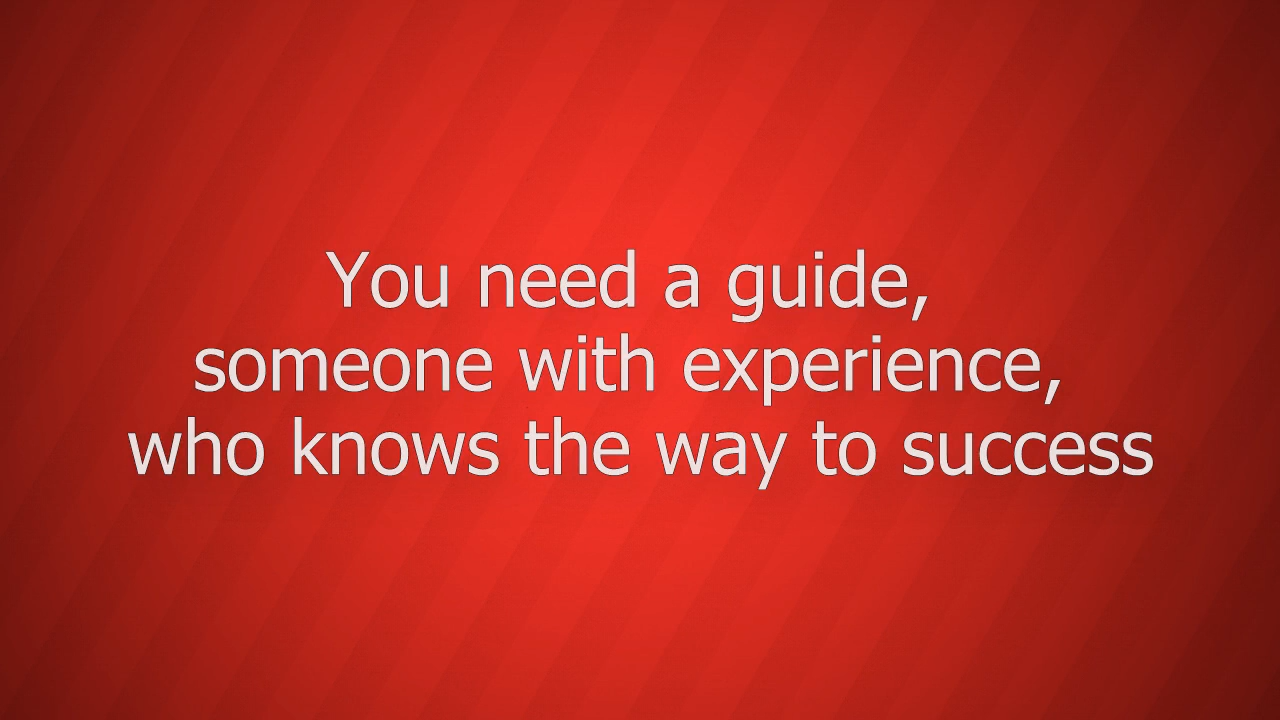 You need a guide,
someone with experience,
who knows the way to success